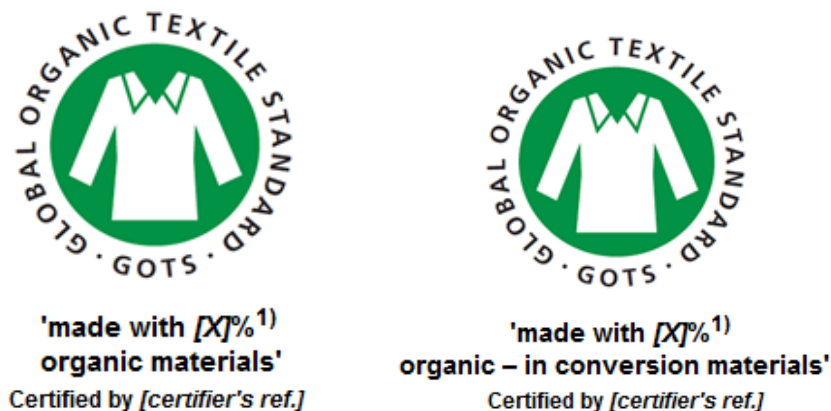 GLOBAL ORGANIC TEXTILE STANDARD · GOTS ·
'made with [X]%1)
organic materials'
Certified by [certifier's ref.]
GLOBAL ORGANIC TEXTILE STANDARD · GOTS ·
'made with [X]%1)
organic – in conversion materials'
Certified by [certifier's ref.]